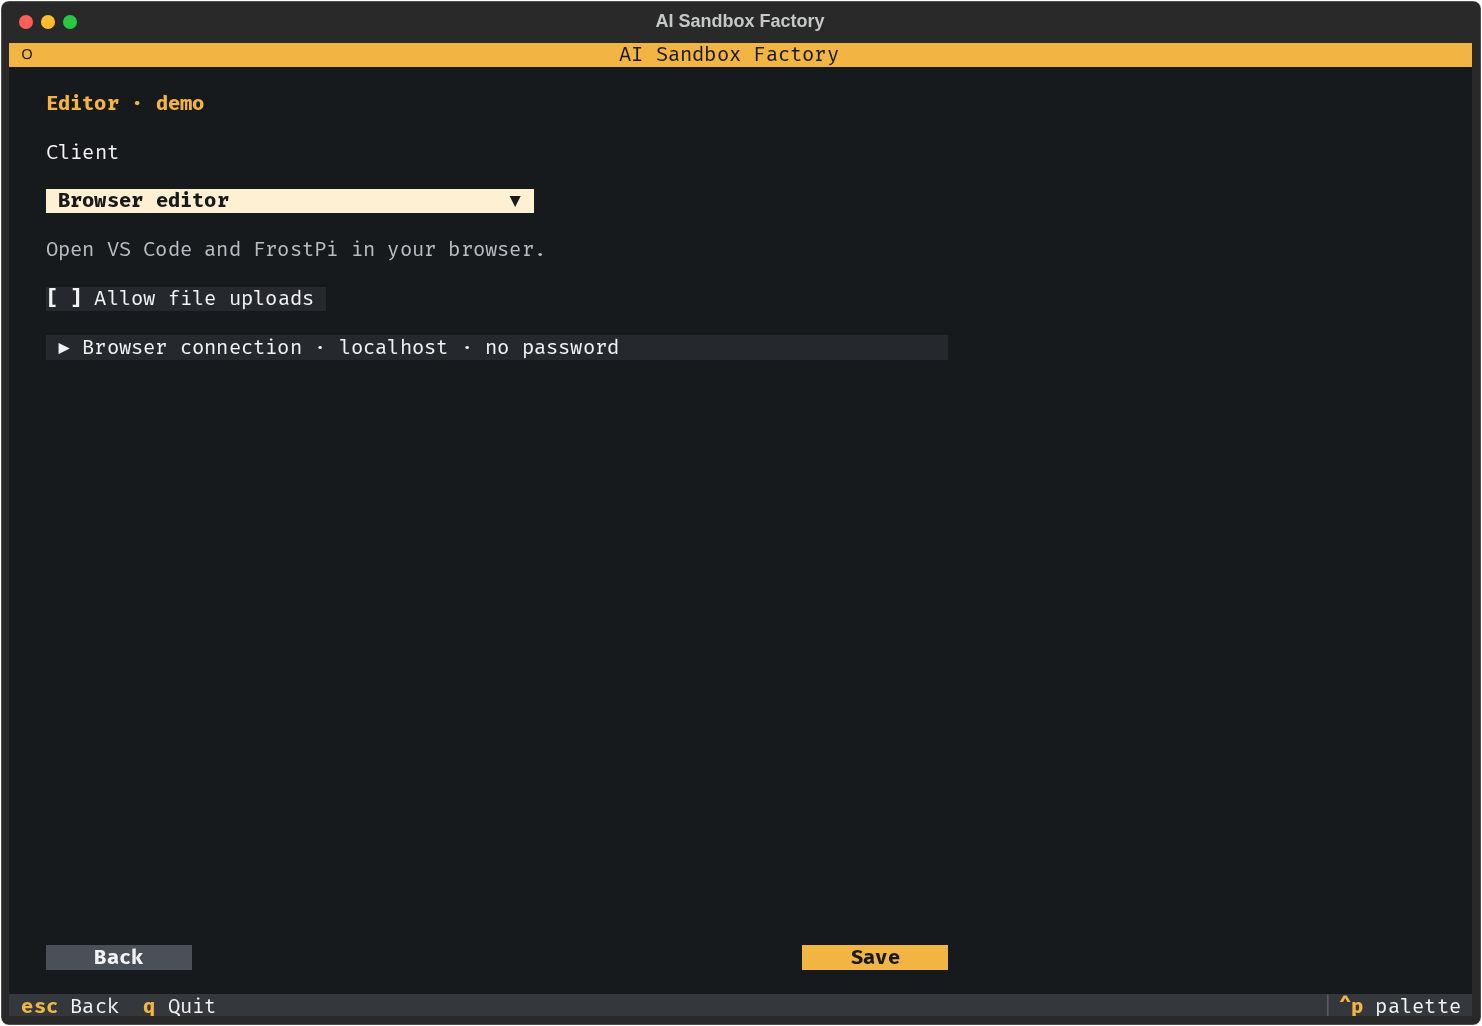 AI Sandbox Factory
O AI Sandbox Factory
Editor · demo
Client
Browser editor ▼
Open VS Code and FrostPi in your browser.
[ ] Allow file uploads
▶ Browser connection · localhost · no password
Back Save
esc Back q Quit ^p palette